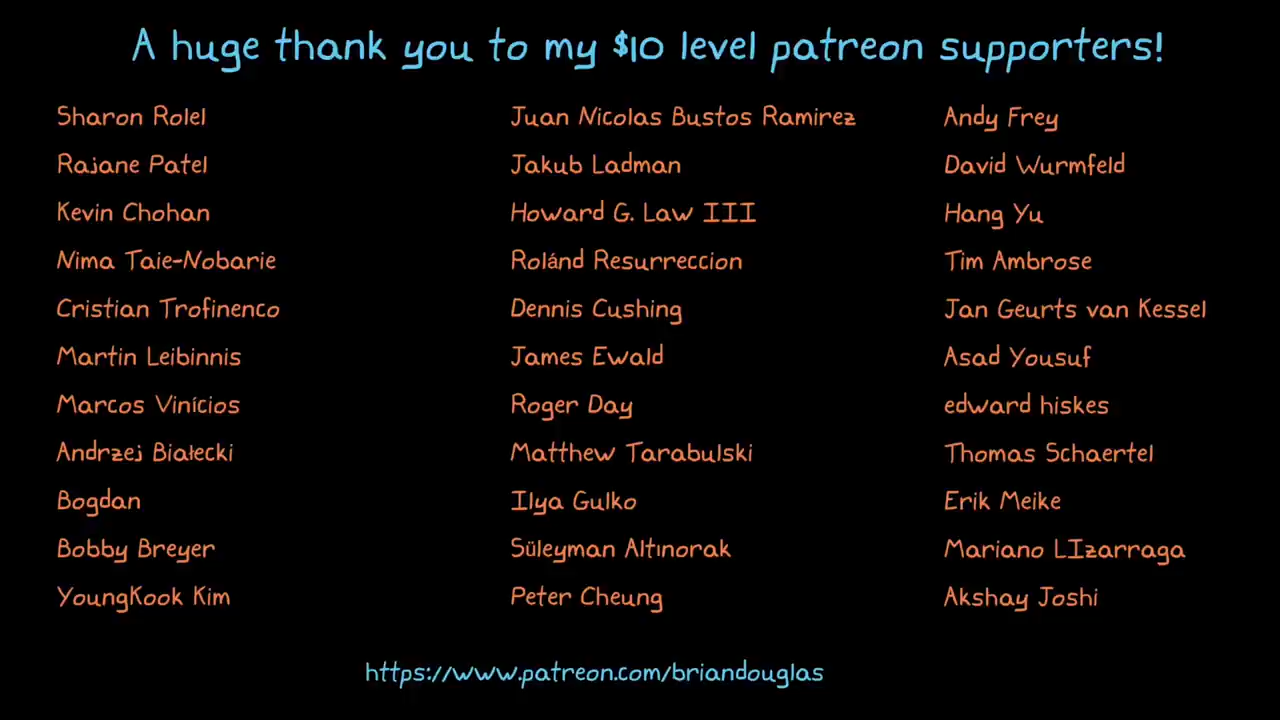 A huge thank you to my $10 level patreon supporters!
Sharon Rolel
Rajane Patel
Kevin Chohan
Nima Taie-Nobarie
Cristian Trofinenco
Martin Leibinnis
Marcos Vinícios
Andrzej Białecki
Bogdan
Bobby Breyer
YoungKook Kim
Juan Nicolas Bustos Ramirez
Jakub Ladman
Howard G. Law III
Rolánd Resurreccion
Dennis Cushing
James Ewald
Roger Day
Matthew Tarabulski
Ilya Gulko
Süleyman Altınorak
Peter Cheung
Andy Frey
David Wurmfeld
Hang Yu
Tim Ambrose
Jan Geurts van Kessel
Asad Yousuf
edward hiskes
Thomas Schaertel
Erik Meike
Mariano LIzarraga
Akshay Joshi
https://www.patreon.com/briandouglas